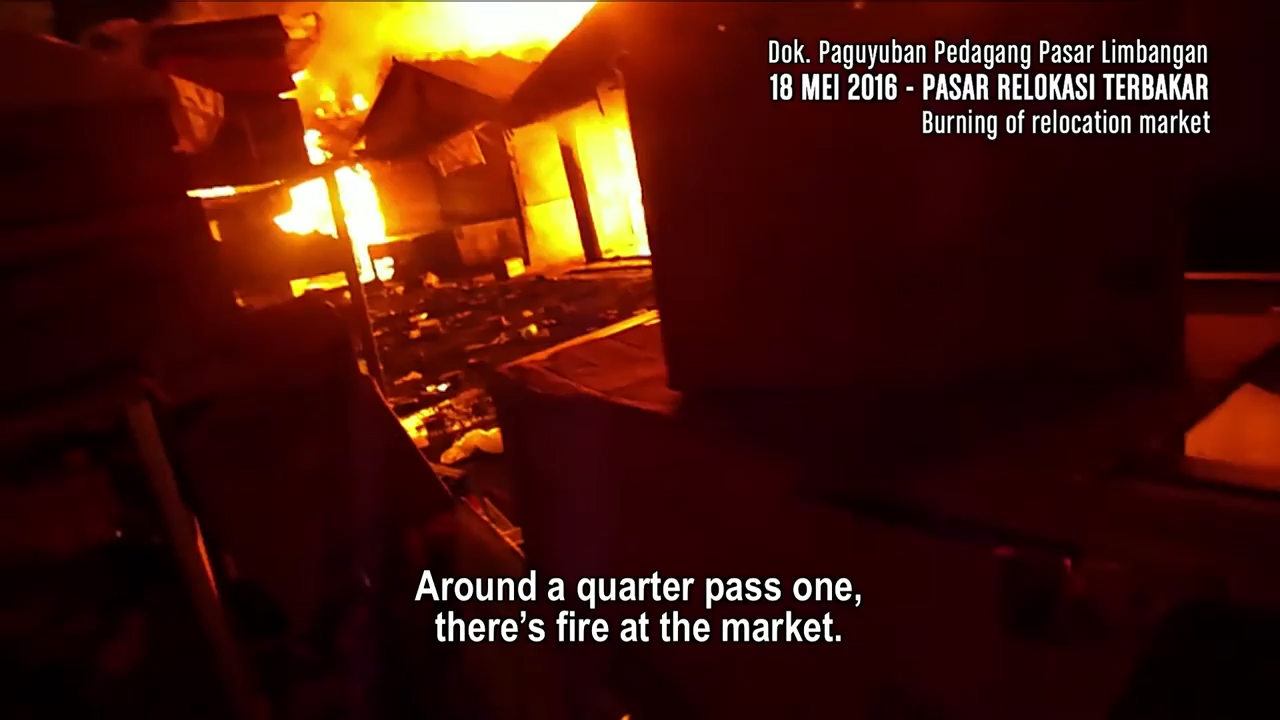 Dok. Paguyuban Pedagang Pasar Limbangan
18 MEI 2016 - PASAR RELOKASI TERBAKAR
Burning of relocation market
Around a quarter pass one,
there's fire at the market.